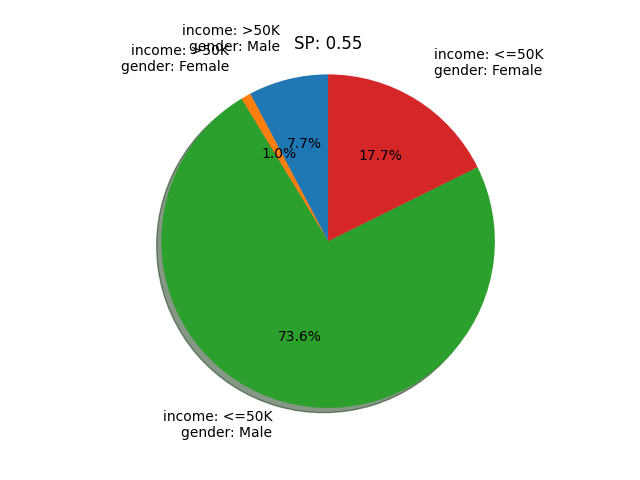 income: >50K
gender: Male
SP: 0.55
income: >50K
gender: Female
income: <=50K
gender: Female
7.7%
1.0%
17.7%
73.6%
income: <=50K
gender: Male